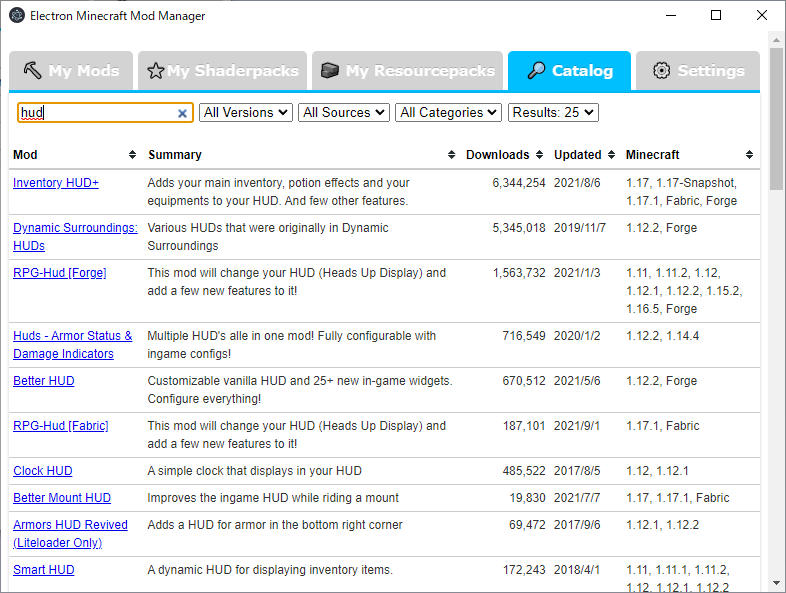 Electron Minecraft Mod Manager
My Mods My Shaderpacks My Resourcepacks Catalog Settings
hud All Versions All Sources All Categories Results: 25
Mod Summary Downloads Updated Minecraft
Inventory HUD+ Adds your main inventory, potion effects and your 6,344,254 2021/8/6 1.17, 1.17-Snapshot,
equipments to your HUD. And few other features. 1.17.1, Fabric, Forge
Dynamic Surroundings: Various HUDs that were originally in Dynamic 5,345,018 2019/11/7 1.12.2, Forge
HUDs Surroundings
RPG-Hud [Forge] This mod will change your HUD (Heads Up Display) and 1,563,732 2021/1/3 1.11, 1.11.2, 1.12,
add a few new features to it! 1.12.1, 1.12.2, 1.15.2,
1.16.5, Forge
Huds - Armor Status & Multiple HUD's alle in one mod! Fully configurable with 716,549 2020/1/2 1.12.2, 1.14.4
Damage Indicators ingame configs!
Better HUD Customizable vanilla HUD and 25+ new in-game widgets. 670,512 2021/5/6 1.12.2, Forge
Configure everything!
RPG-Hud [Fabric] This mod will change your HUD (Heads Up Display) and 187,101 2021/9/1 1.17.1, Fabric
add a few new features to it!
Clock HUD A simple clock that displays in your HUD 485,522 2017/8/5 1.12, 1.12.1
Better Mount HUD Improves the ingame HUD while riding a mount 19,830 2021/7/7 1.17, 1.17.1, Fabric
Armors HUD Revived Adds a HUD for armor in the bottom right corner 69,472 2017/9/6 1.12.1, 1.12.2
(Liteloader Only)
Smart HUD A dynamic HUD for displaying inventory items. 172,243 2018/4/1 1.11, 1.11.1, 1.11.2,
1.12, 1.12.1, 1.12.2